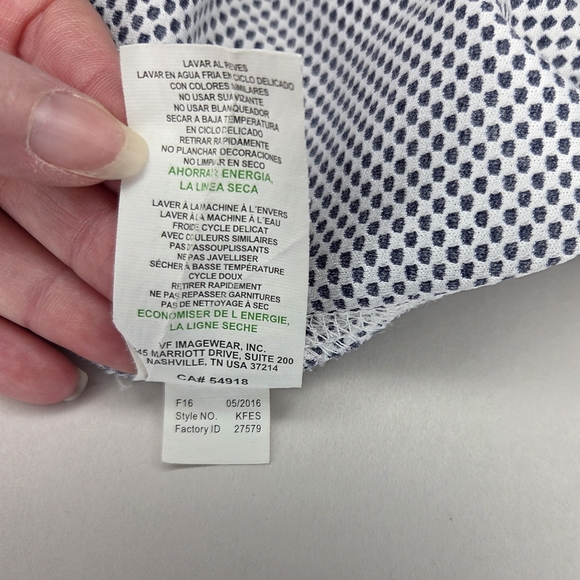 LAVAR AL REVES
LAVAR EN AGUA FRIA EN CICLO DELICADO
CON COLORES SIMILARES
NO USAR SUAVIZANTE
NO USAR BLANQUEADOR
SECAR A BAJA TEMPERATURA
EN CICLO DELICADO
RETIRAR RAPIDAMENTE
NO PLANCHAR DECORACIONES
NO LIMPIAR EN SECO
AHORRAR ENERGIA,
LA LINEA SECA
LAVER À LA MACHINE À L'ENVERS
LAVER À LA MACHINE À L'EAU
FROIDE CYCLE DELICAT
AVEC COULEURS SIMILAIRES
PAS D'ASSOUPLISSANTS
NE PAS JAVELLISER
SÉCHER À BASSE TEMPÉRATURE
CYCLE DOUX
RETIRER RAPIDEMENT
NE PAS REPASSER GARNITURES
PAS DE NETTOYAGE À SEC
ECONOMISER DE L ENERGIE,
LA LIGNE SECHE
VF IMAGEWEAR, INC.
45 MARRIOTT DRIVE, SUITE 200
NASHVILLE, TN USA 37214
CA# 54918
F16 05/2016
Style NO. KFES
Factory ID 27579